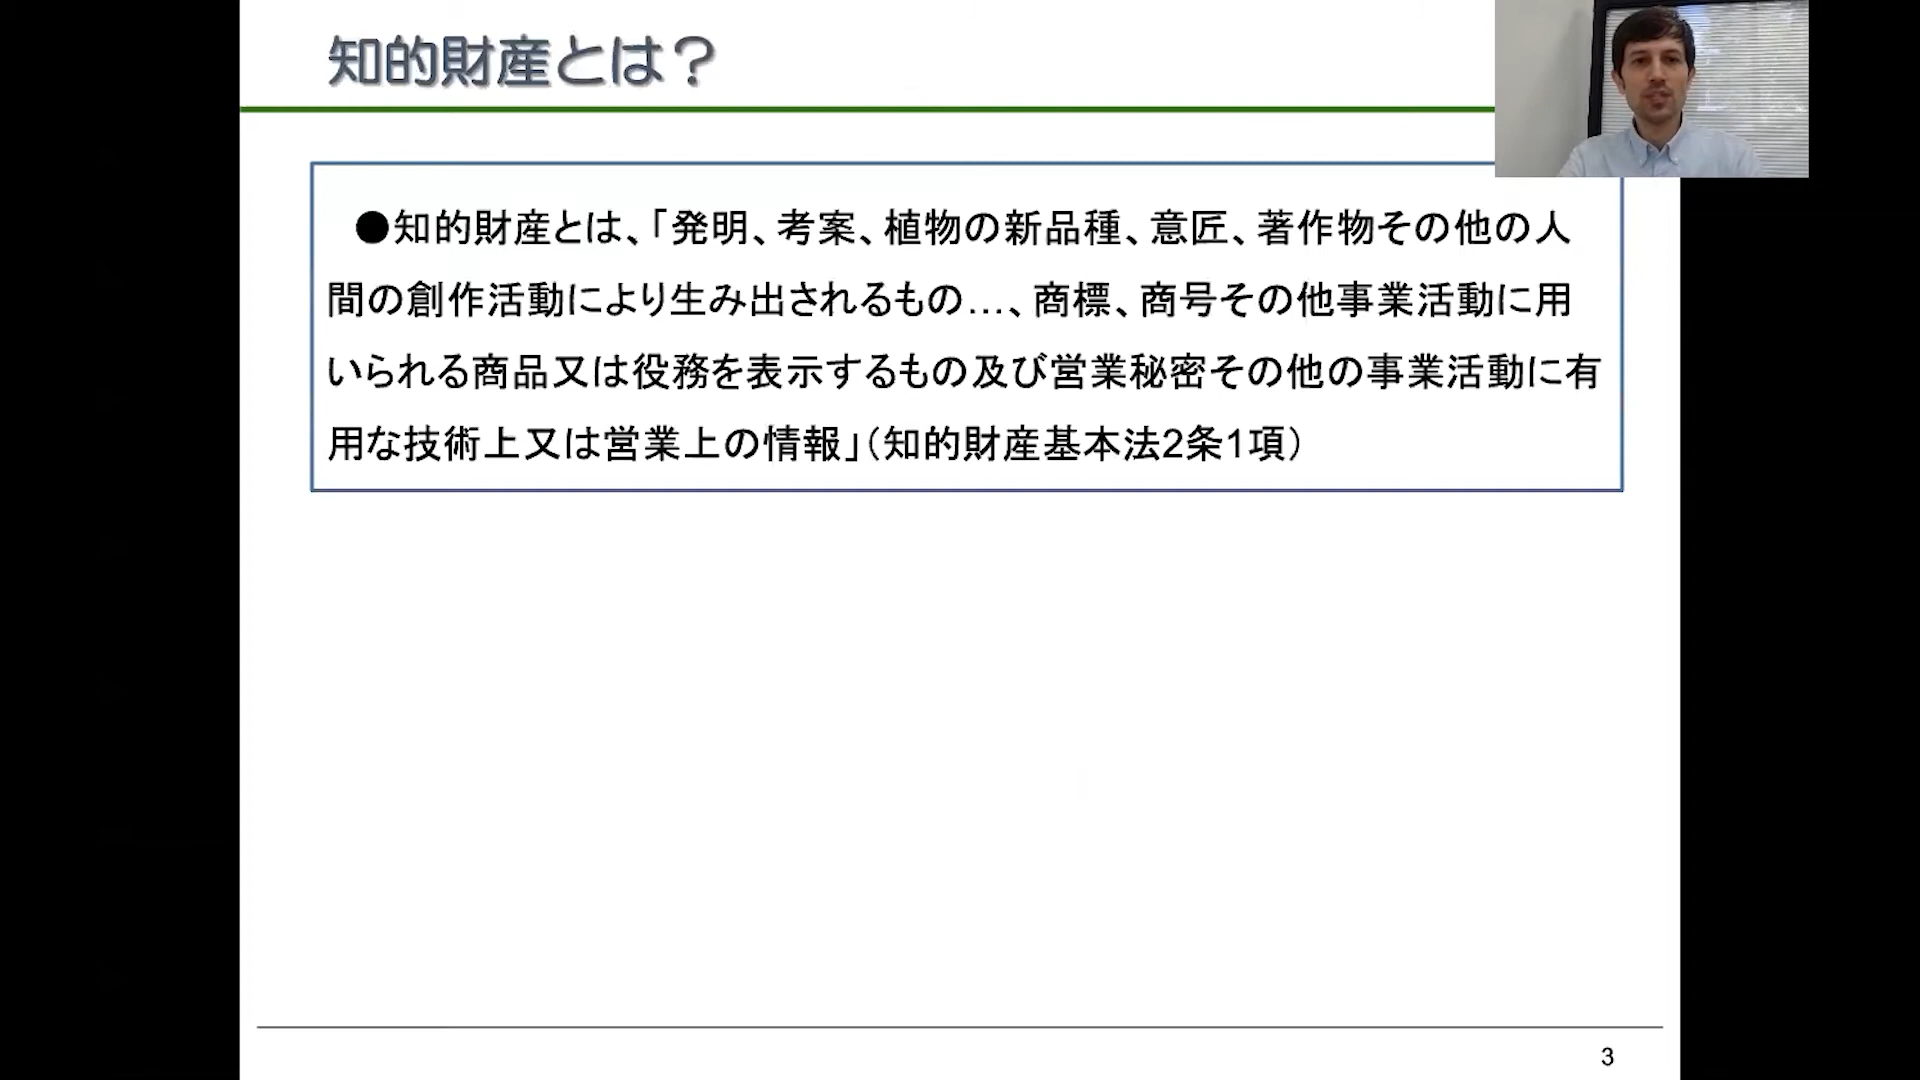 知的財産とは？
●知的財産とは、「発明、考案、植物の新品種、意匠、著作物その他の人
間の創作活動により生み出されるもの…、商標、商号その他事業活動に用
いられる商品又は役務を表示するもの及び営業秘密その他の事業活動に有
用な技術上又は営業上の情報」（知的財産基本法2条1項）
3